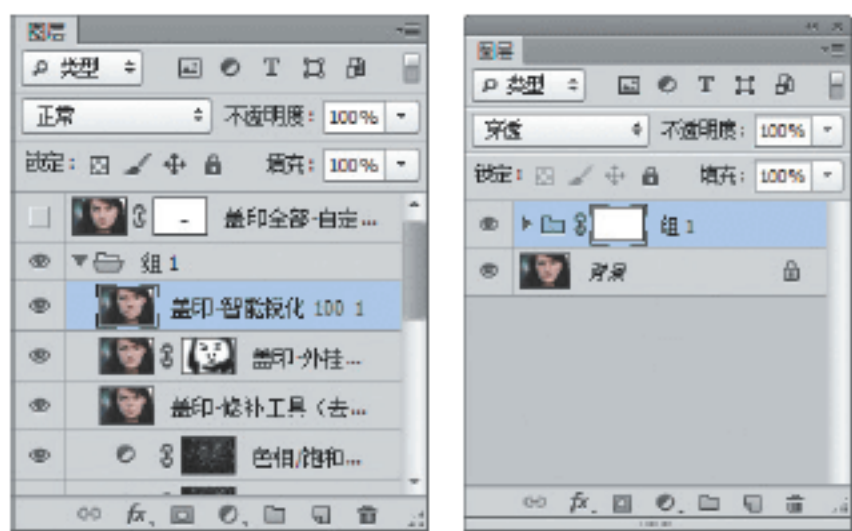 图层
类型
T
正常
不透明度: 100%
锁定:
填充: 100%
盖印全部-自定...
组 1
盖印-智能锐化 100 1
盖印-外挂...
盖印-修补工具（去...
色相/饱和...
fx
图层
类型
T
穿透
不透明度: 100%
锁定:
填充: 100%
组 1
背景
fx